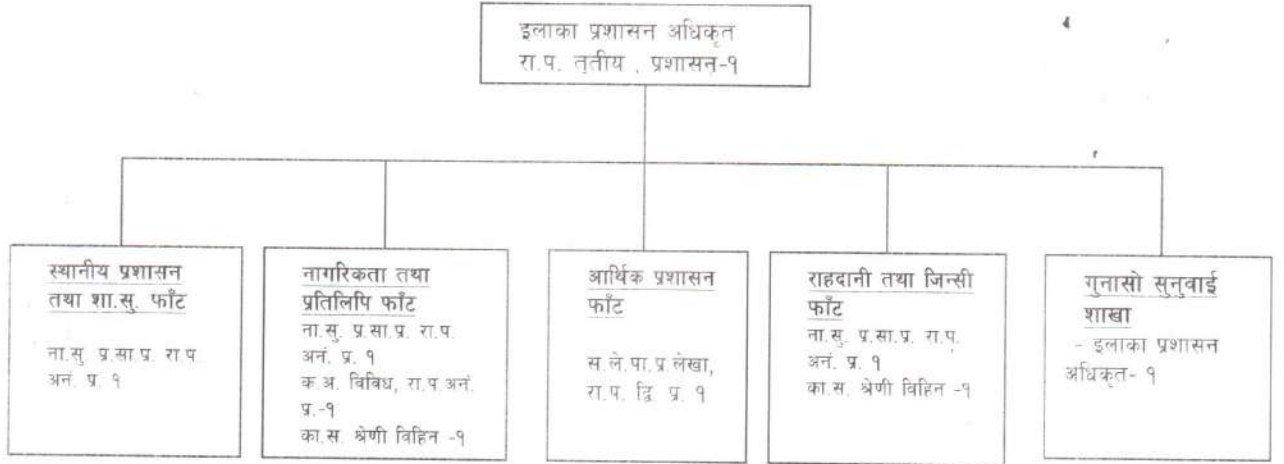 इलाका प्रशासन अधिकृत
रा.प. तृतीय , प्रशासन-१
स्थानीय प्रशासन
तथा शा.सु. फाँट
ना.सु. प्र.सा.प्र. रा.प.
अनं. प्र. १
नागरिकता तथा
प्रतिलिपि फाँट
ना.सु. प्र.सा.प्र. रा.प.
अनं. प्र. १
क.अ. विविध, रा.प.अनं.
प्र.-१
का.स. श्रेणी विहिन -१
आर्थिक प्रशासन
फाँट
स.ले.पा.प्र.लेखा,
रा.प. द्वि. प्र. १
राहदानी तथा जिन्सी
फाँट
ना.सु. प्र.सा.प्र. रा.प.
अनं. प्र. १
का.स. श्रेणी विहिन -१
गुनासो सुनुवाई
शाखा
- इलाका प्रशासन
अधिकृत- १